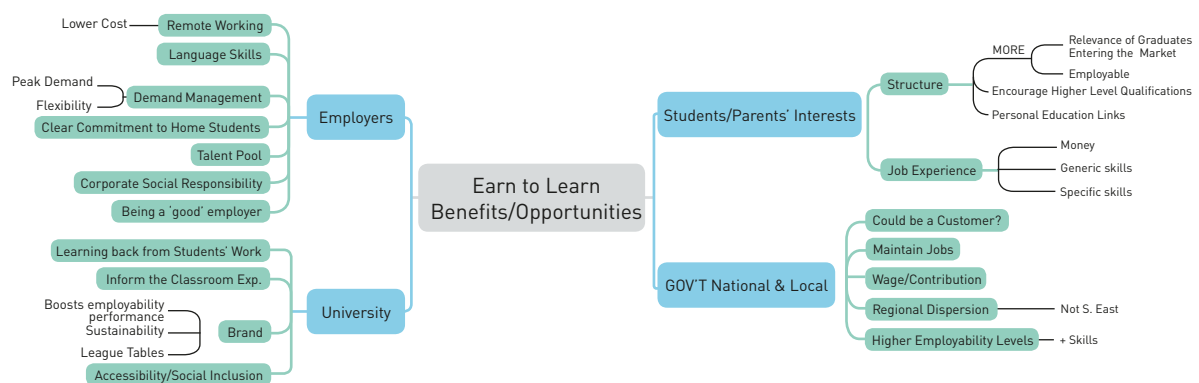 Earn to Learn
Benefits/Opportunities
Employers
Remote Working
Lower Cost
Language Skills
Demand Management
Peak Demand
Flexibility
Clear Commitment to Home Students
Talent Pool
Corporate Social Responsibility
Being a 'good' employer
University
Learning back from Students' Work
Inform the Classroom Exp.
Brand
Boosts employability
performance
Sustainability
League Tables
Accessibility/Social Inclusion
Students/Parents' Interests
Structure
MORE
Relevance of Graduates
Entering the Market
Employable
Encourage Higher Level Qualifications
Personal Education Links
Job Experience
Money
Generic skills
Specific skills
GOV'T National & Local
Could be a Customer?
Maintain Jobs
Wage/Contribution
Regional Dispersion
Not S. East
Higher Employability Levels
+ Skills